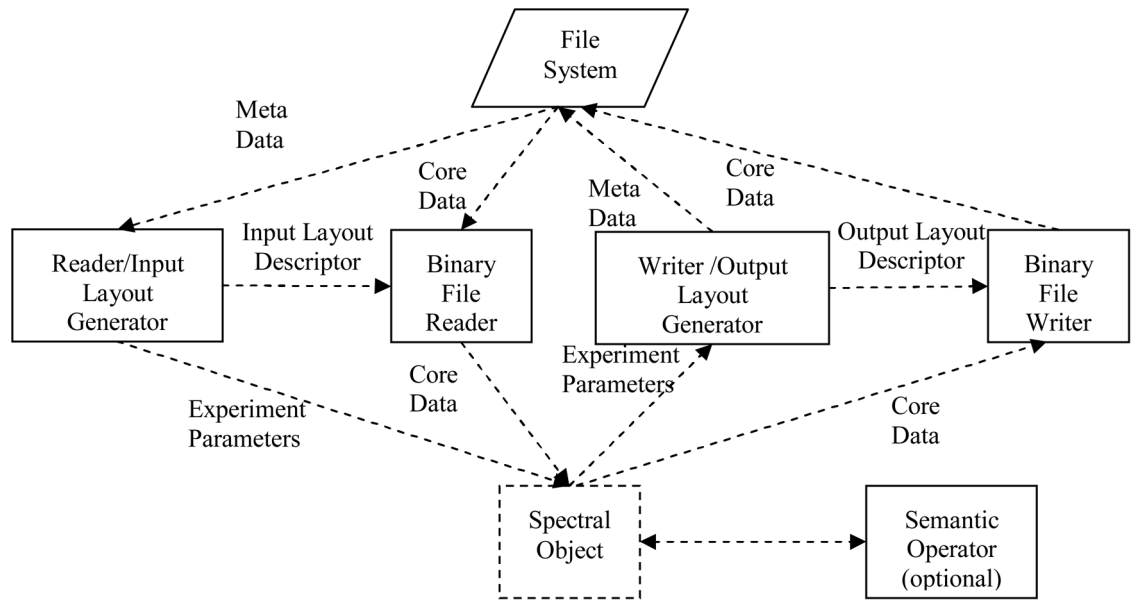 File
System
Meta
Data
Core
Data
Meta
Data
Core
Data
Reader/Input
Layout
Generator
Input Layout
Descriptor
Binary
File
Reader
Writer /Output
Layout
Generator
Output Layout
Descriptor
Binary
File
Writer
Experiment
Parameters
Core
Data
Experiment
Parameters
Core
Data
Spectral
Object
Semantic
Operator
(optional)